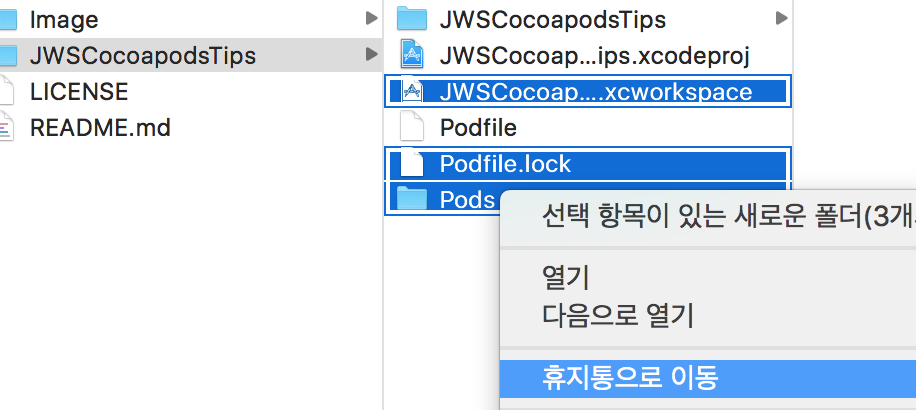 Image
JWSCocoapodsTips
LICENSE
README.md
JWSCocoapodsTips
JWSCocoap...ips.xcodeproj
JWSCocoap....xcworkspace
Podfile
Podfile.lock
Pods
선택 항목이 있는 새로운 폴더(3개
열기
다음으로 열기
휴지통으로 이동